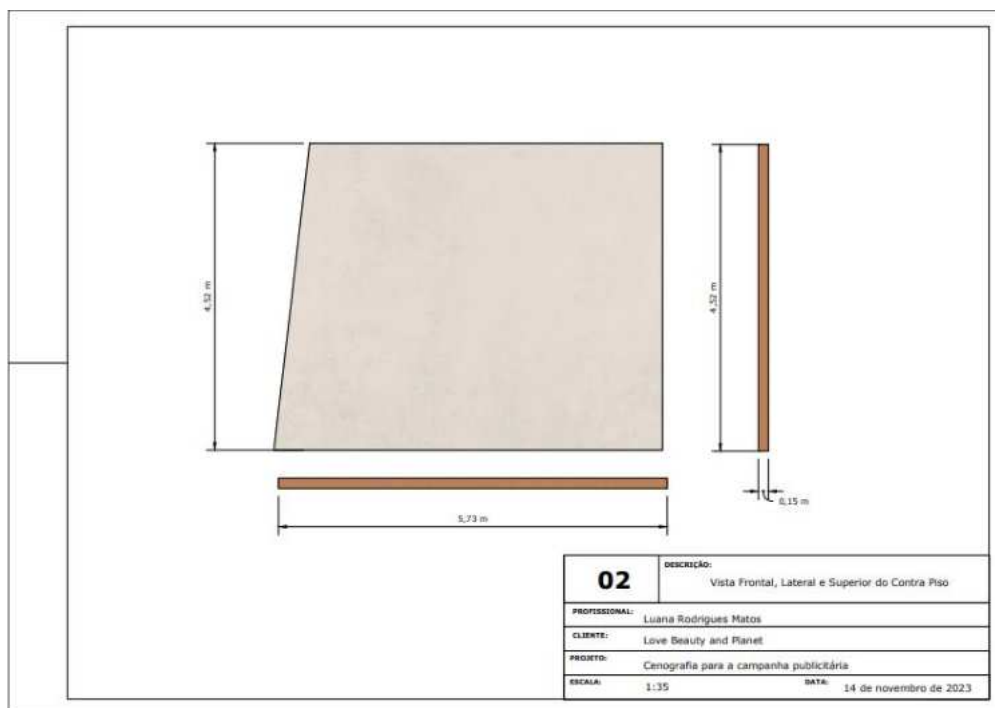 4,52 m
4,52 m
0,15 m
5,73 m
02
DESCRIÇÃO:
Vista Frontal, Lateral e Superior do Contra Piso
PROFISSIONAL: Luana Rodrigues Matos
CLIENTE: Love Beauty and Planet
PROJETO: Cenografia para a campanha publicitária
ESCALA: 1:35 DATA: 14 de novembro de 2023